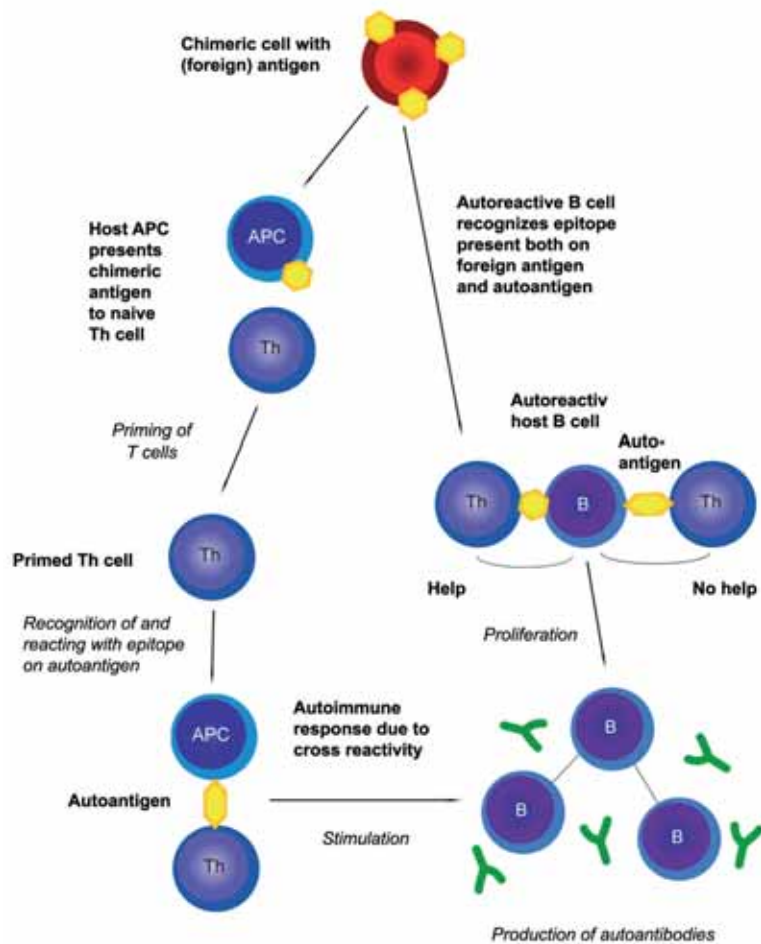 Chimeric cell with
(foreign) antigen
Host APC
presents
chimeric
antigen
to naive
Th cell
APC
Th
Autoreactive B cell
recognizes epitope
present both on
foreign antigen
and autoantigen
Priming of
T cells
Autoreactiv
host B cell
Auto-
antigen
Th
B
Th
Primed Th cell
Th
Help
No help
Recognition of and
reacting with epitope
on autoantigen
Proliferation
APC
Autoimmune
response due to
cross reactivity
Autoantigen
Th
Stimulation
B
B
B
Production of autoantibodies